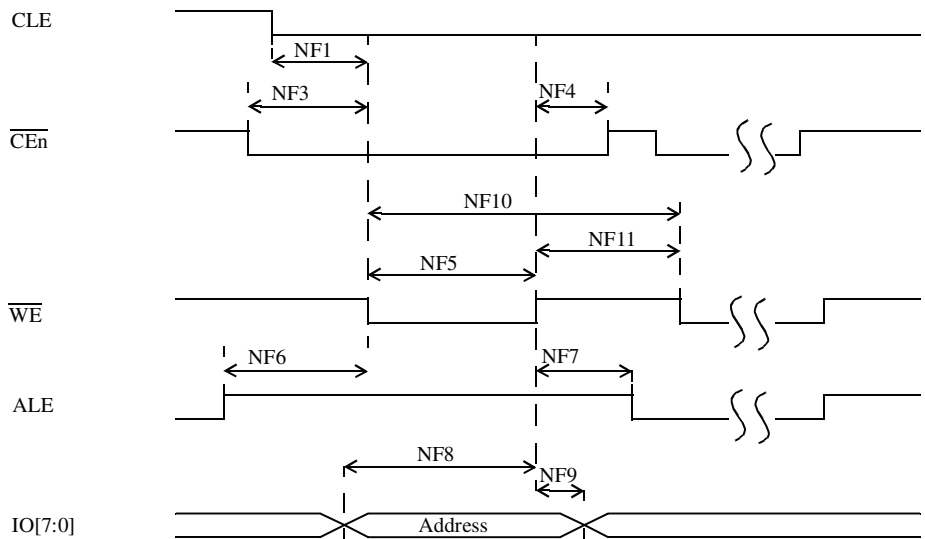 CLE
NF1
NF3
NF4
CEn
NF10
NF11
NF5
WE
NF6
NF7
ALE
NF8
NF9
IO[7:0]
Address